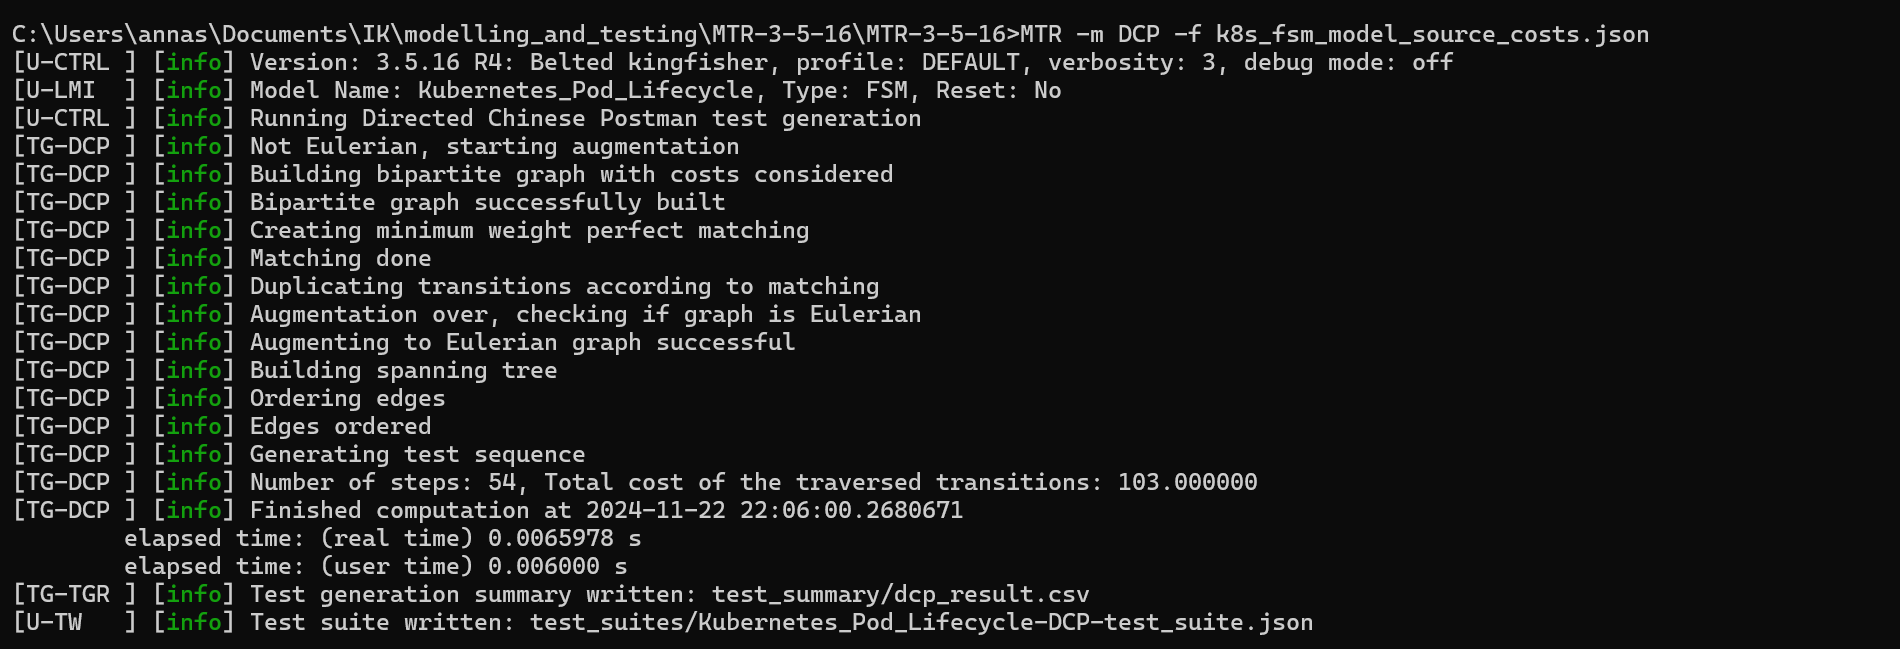 C:\Users\annas\Documents\IK\modelling_and_testing\MTR-3-5-16\MTR-3-5-16>MTR -m DCP -f k8s_fsm_model_source_costs.json
[U-CTRL ] [info] Version: 3.5.16 R4: Belted kingfisher, profile: DEFAULT, verbosity: 3, debug mode: off
[U-LMI  ] [info] Model Name: Kubernetes_Pod_Lifecycle, Type: FSM, Reset: No
[U-CTRL ] [info] Running Directed Chinese Postman test generation
[TG-DCP ] [info] Not Eulerian, starting augmentation
[TG-DCP ] [info] Building bipartite graph with costs considered
[TG-DCP ] [info] Bipartite graph successfully built
[TG-DCP ] [info] Creating minimum weight perfect matching
[TG-DCP ] [info] Matching done
[TG-DCP ] [info] Duplicating transitions according to matching
[TG-DCP ] [info] Augmentation over, checking if graph is Eulerian
[TG-DCP ] [info] Augmenting to Eulerian graph successful
[TG-DCP ] [info] Building spanning tree
[TG-DCP ] [info] Ordering edges
[TG-DCP ] [info] Edges ordered
[TG-DCP ] [info] Generating test sequence
[TG-DCP ] [info] Number of steps: 54, Total cost of the traversed transitions: 103.000000
[TG-DCP ] [info] Finished computation at 2024-11-22 22:06:00.2680671
        elapsed time: (real time) 0.0065978 s
        elapsed time: (user time) 0.006000 s
[TG-TGR ] [info] Test generation summary written: test_summary/dcp_result.csv
[U-TW   ] [info] Test suite written: test_suites/Kubernetes_Pod_Lifecycle-DCP-test_suite.json